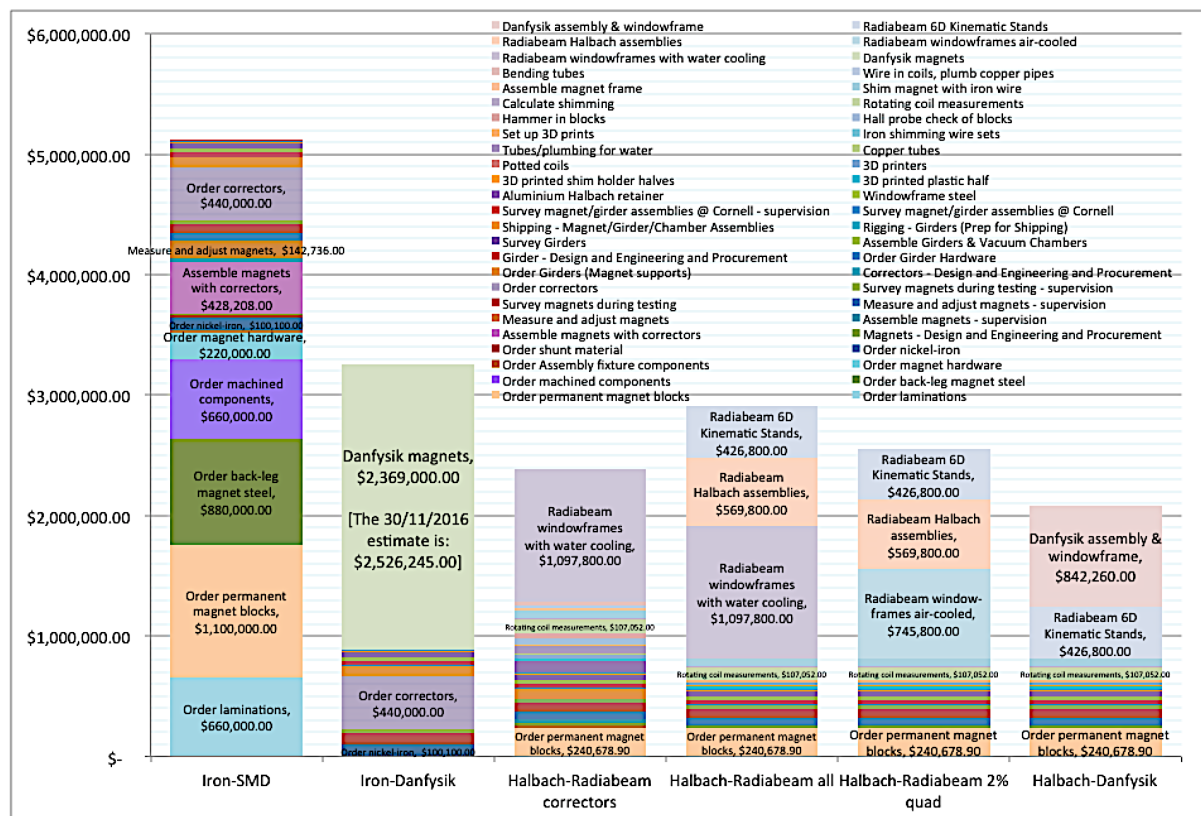 $6,000,000.00
$5,000,000.00
$4,000,000.00
$3,000,000.00
$2,000,000.00
$1,000,000.00
$-
Danfysik assembly & windowframe
Radiabeam 6D Kinematic Stands
Radiabeam Halbach assemblies
Radiabeam windowframes air-cooled
Radiabeam windowframes with water cooling
Danfysik magnets
Bending tubes
Wire in coils, plumb copper pipes
Assemble magnet frame
Shim magnet with iron wire
Calculate shimming
Rotating coil measurements
Hammer in blocks
Hall probe check of blocks
Set up 3D prints
Iron shimming wire sets
Tubes/plumbing for water
Copper tubes
Potted coils
3D printers
3D printed shim holder halves
3D printed plastic half
Aluminium Halbach retainer
Windowframe steel
Survey magnet/girder assemblies @ Cornell - supervision
Survey magnet/girder assemblies @ Cornell
Shipping - Magnet/Girder/Chamber Assemblies
Rigging - Girders (Prep for Shipping)
Survey Girders
Assemble Girders & Vacuum Chambers
Girder - Design and Engineering and Procurement
Order Girder Hardware
Order Girders (Magnet supports)
Correctors - Design and Engineering and Procurement
Order correctors
Survey magnets during testing - supervision
Survey magnets during testing
Measure and adjust magnets - supervision
Measure and adjust magnets
Assemble magnets - supervision
Assemble magnets with correctors
Magnets - Design and Engineering and Procurement
Order shunt material
Order nickel-iron
Order Assembly fixture components
Order magnet hardware
Order machined components
Order back-leg magnet steel
Order permanent magnet blocks
Order laminations
Order correctors,
$440,000.00
Measure and adjust magnets, $142,736.00
Assemble magnets
with correctors,
$428,208.00
Order nickel-iron, $100,100.00
Order magnet hardware,
$220,000.00
Order machined
components,
$660,000.00
Order back-leg
magnet steel,
$880,000.00
Order permanent
magnet blocks,
$1,100,000.00
Order laminations,
$660,000.00
Danfysik magnets,
$2,369,000.00
[The 30/11/2016
estimate is:
$2,526,245.00]
Order correctors,
$440,000.00
Order nickel-iron, $100,100.00
Radiabeam
windowframes
with water cooling,
$1,097,800.00
Rotating coil measurements, $107,052.00
Order permanent magnet
blocks, $240,678.90
Radiabeam 6D
Kinematic Stands,
$426,800.00
Radiabeam
Halbach assemblies,
$569,800.00
Radiabeam
windowframes
with water cooling,
$1,097,800.00
Rotating coil measurements, $107,052.00
Order permanent magnet
blocks, $240,678.90
Radiabeam 6D
Kinematic Stands,
$426,800.00
Radiabeam Halbach
assemblies,
$569,800.00
Radiabeam window-
frames air-cooled,
$745,800.00
Rotating coil measurements, $107,052.00
Order permanent magnet
blocks, $240,678.90
Danfysik assembly &
windowframe,
$842,260.00
Radiabeam 6D
Kinematic Stands,
$426,800.00
Rotating coil measurements, $107,052.00
Order permanent magnet
blocks, $240,678.90
Iron-SMD
Iron-Danfysik
Halbach-Radiabeam
correctors
Halbach-Radiabeam all
Halbach-Radiabeam 2%
quad
Halbach-Danfysik